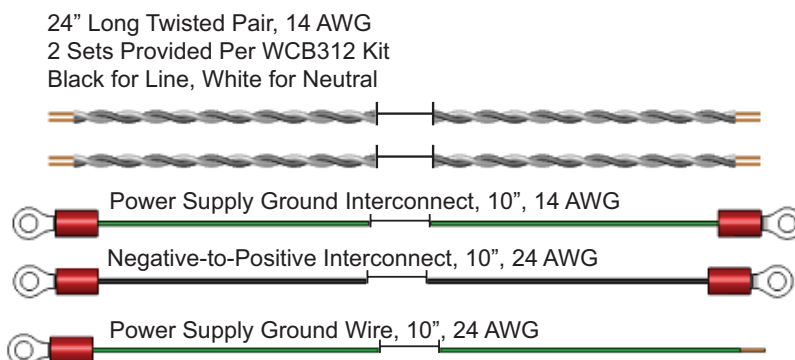 24” Long Twisted Pair, 14 AWG
2 Sets Provided Per WCB312 Kit
Black for Line, White for Neutral
Power Supply Ground Interconnect, 10”, 14 AWG
Negative-to-Positive Interconnect, 10”, 24 AWG
Power Supply Ground Wire, 10”, 24 AWG